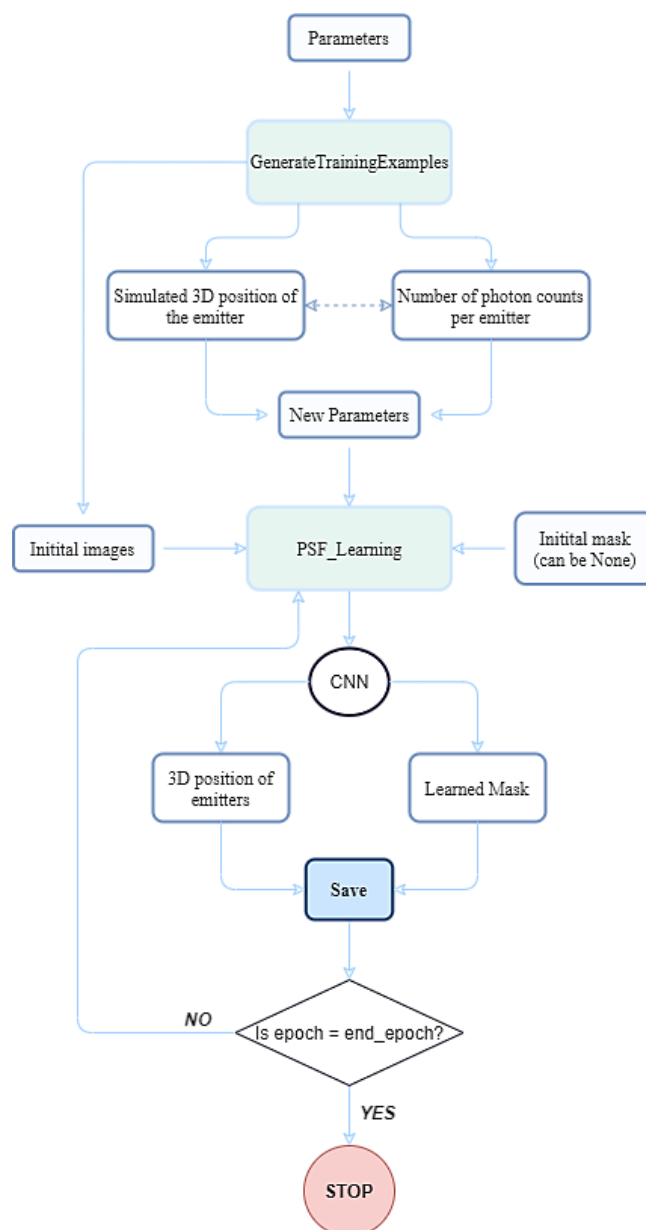 Parameters
GenerateTrainingExamples
Simulated 3D position of
the emitter
Number of photon counts
per emitter
New Parameters
Initital images
PSF_Learning
Initital mask
(can be None)
CNN
3D position of
emitters
Learned Mask
Save
Is epoch = end_epoch?
NO
YES
STOP